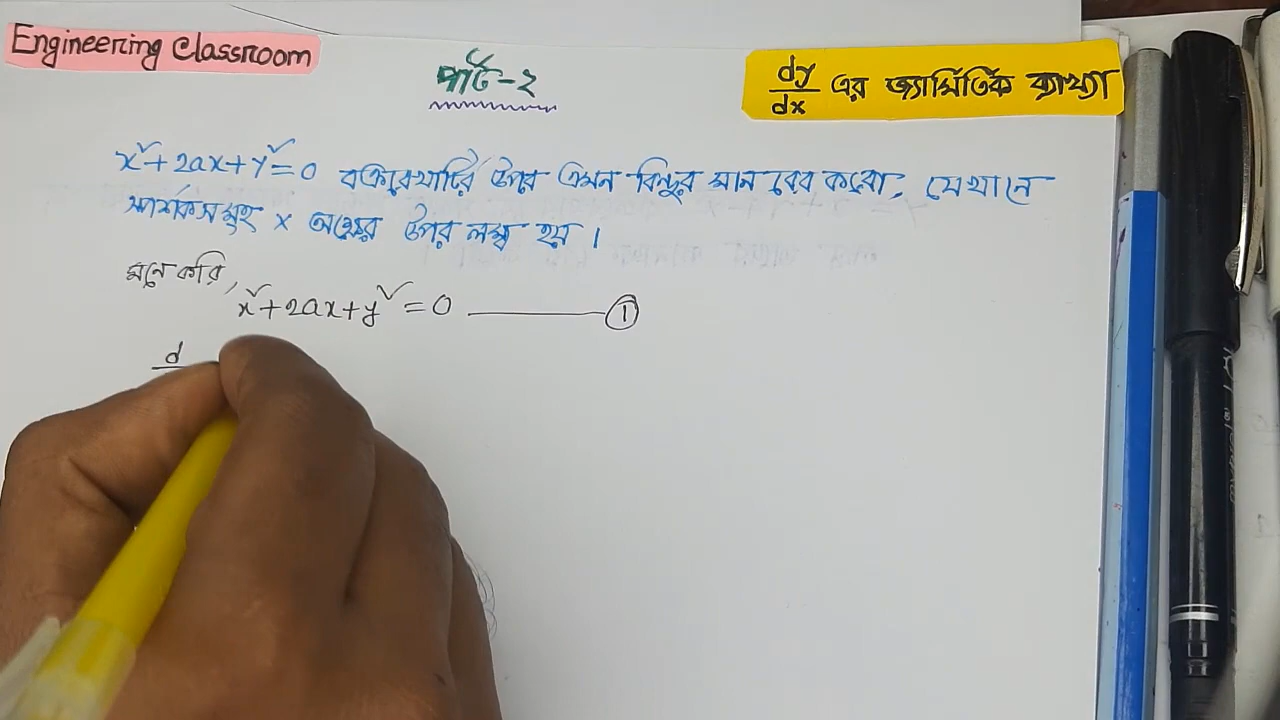 Engineering Classroom
পার্ট-২
dy/dx এর জ্যামিতিক ব্যাখ্যা
x²+2ax+y²=0 বক্ররেখাটির উপর এমন বিন্দুর মান বের করো, যেখানে
স্পর্শকসমূহ x অক্ষের উপর লম্ব হয়।
মনে করি,
x²+2ax+y²=0 ——— ①
d